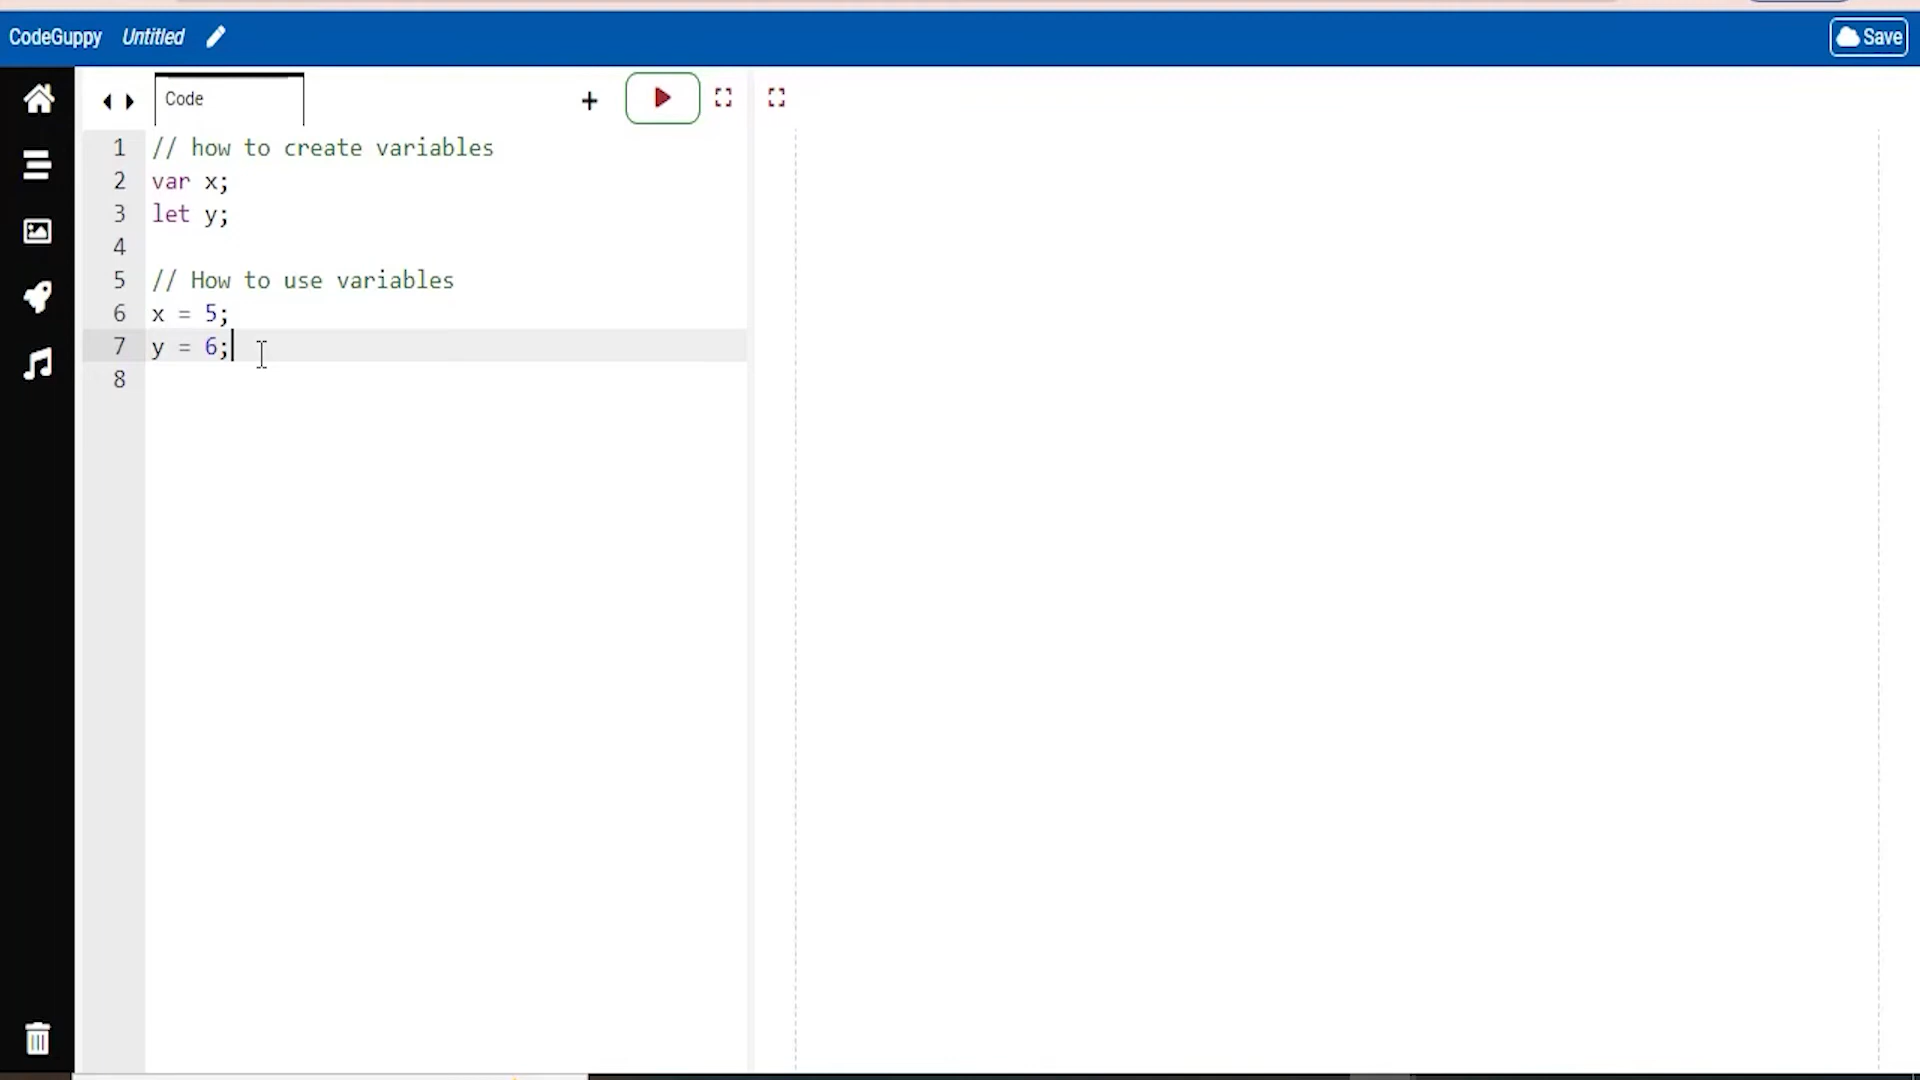 CodeGuppy Untitled Save
Code +
1 // how to create variables
2 var x;
3 let y;
4
5 // How to use variables
6 x = 5;
7 y = 6;
8